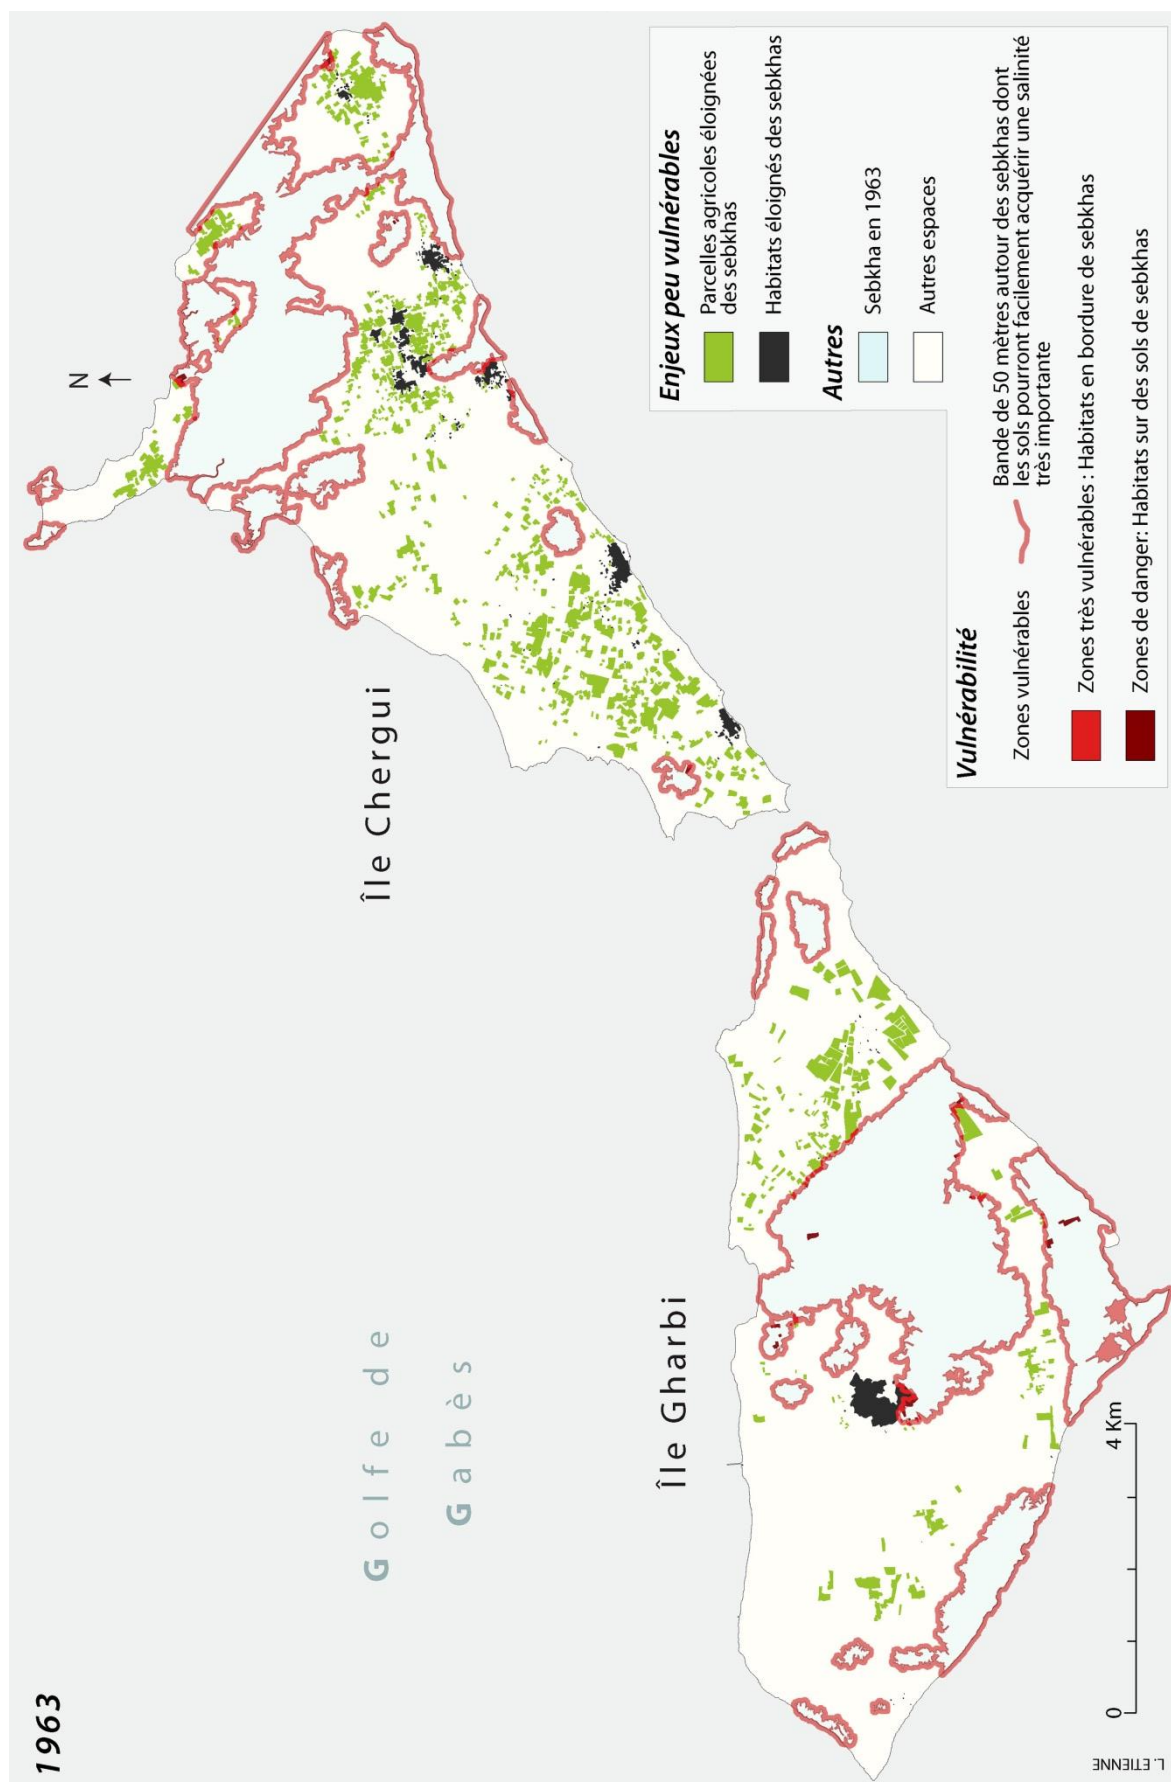 1963
N
Île Chergui
Golfe de
Gabès
Île Gharbi
0
4 Km
L. ETIENNE
Enjeux peu vulnérables
Parcelles agricoles éloignées
des sebkhas
Habitats éloignés des sebkhas
Autres
Sebkha en 1963
Autres espaces
Vulnérabilité
Zones vulnérables
Bande de 50 mètres autour des sebkhas dont
les sols pourront facilement acquérir une salinité
très importante
Zones très vulnérables : Habitats en bordure de sebkhas
Zones de danger: Habitats sur des sols de sebkhas